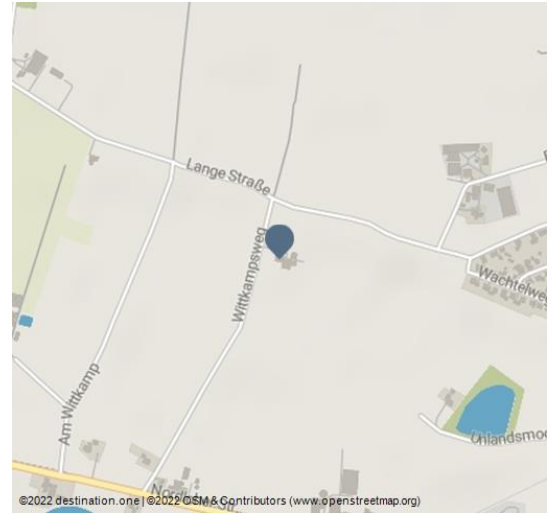 Lange Straße
Wittkampsweg
Wachtelweg
Am Wittkamp
Uhlandsmoo
©2022 destination.one | ©2022 OSM & Contributors (www.openstreetmap.org)